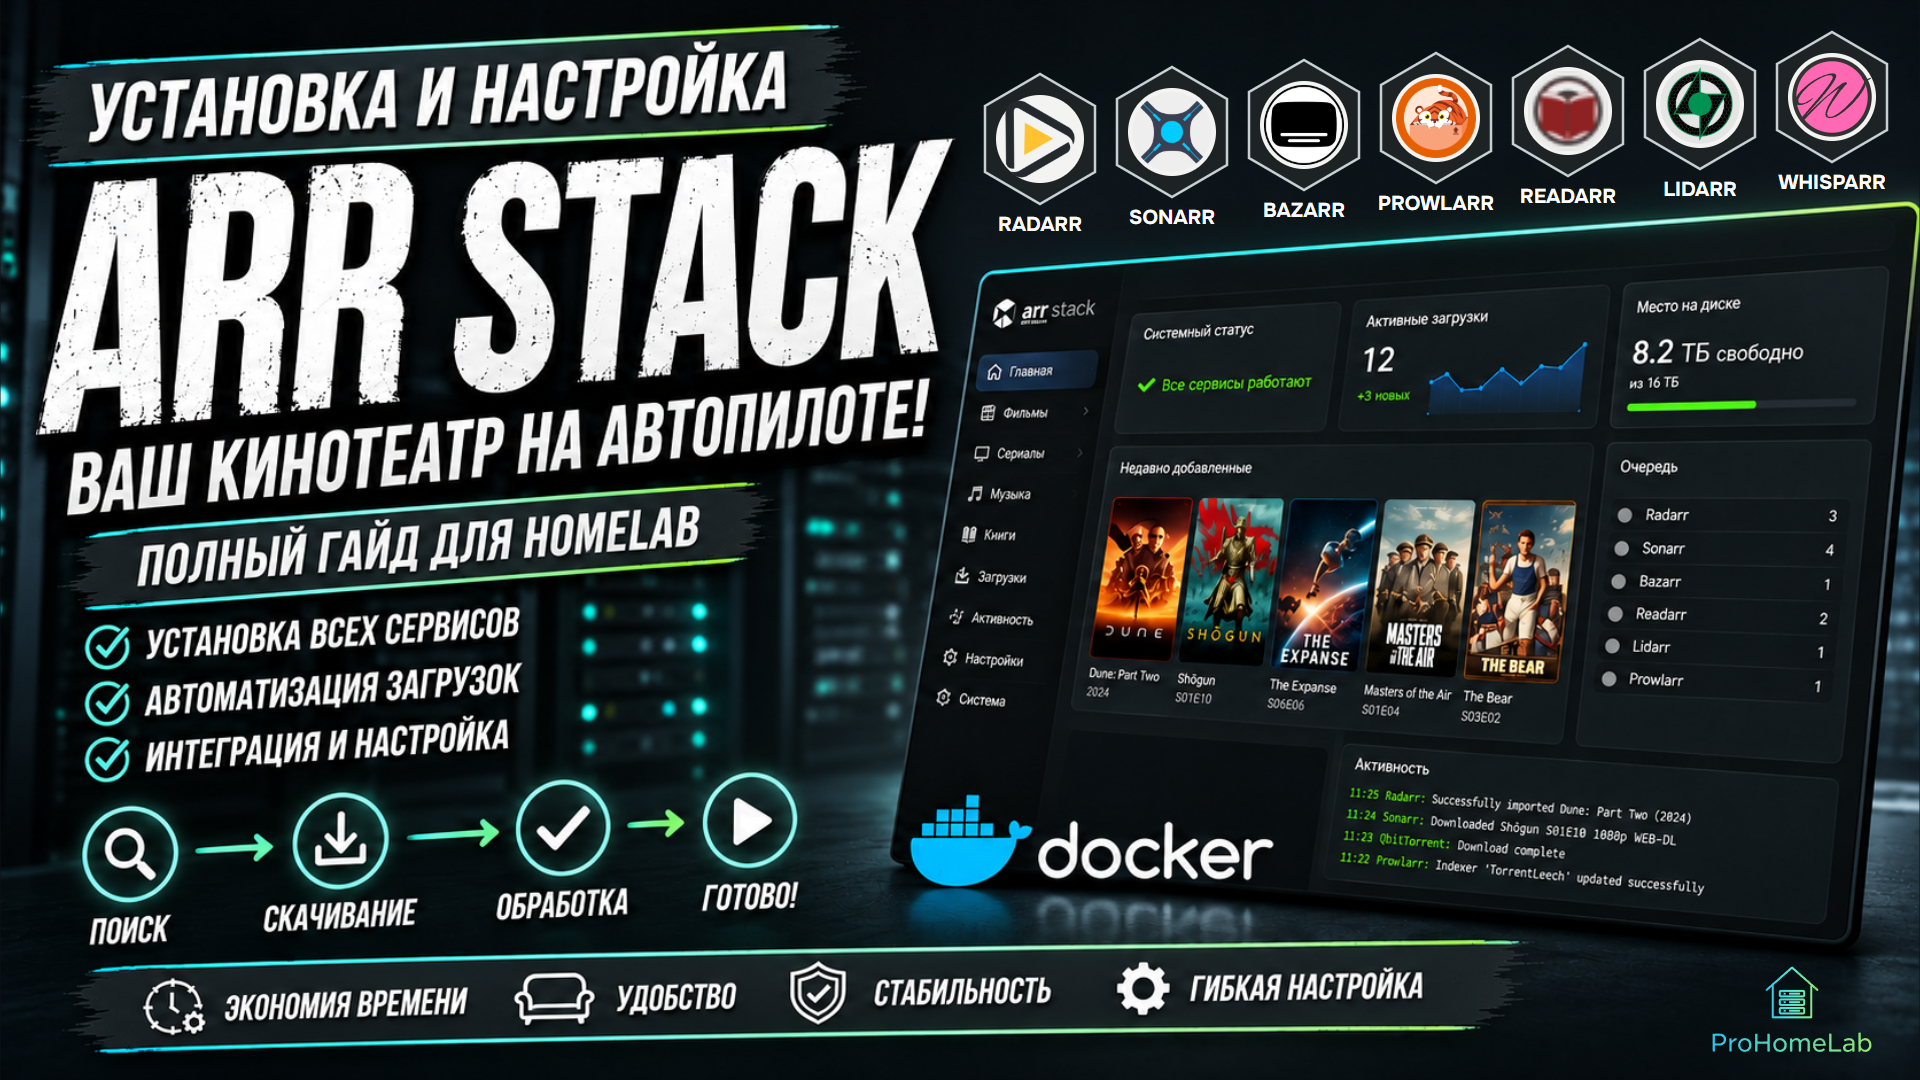 УСТАНОВКА И НАСТРОЙКА
ARR STACK
ВАШ КИНОТЕАТР НА АВТОПИЛОТЕ!
ПОЛНЫЙ ГАЙД ДЛЯ HOMELAB
УСТАНОВКА ВСЕХ СЕРВИСОВ
АВТОМАТИЗАЦИЯ ЗАГРУЗОК
ИНТЕГРАЦИЯ И НАСТРОЙКА
ПОИСК
СКАЧИВАНИЕ
ОБРАБОТКА
ГОТОВО!
RADARR
SONARR
BAZARR
PROWLARR
READARR
LIDARR
W
WHISPARR
arr stack
Главная
Фильмы
Сериалы
Музыка
Книги
Загрузки
Активность
Настройки
Система
Системный статус
Все сервисы работают
Активные загрузки
12
+3 новых
Место на диске
8.2 ТБ свободно
из 16 ТБ
Недавно добавленные
DUNE
SHŌGUN
THE EXPANSE
MASTERS OF THE AIR
THE BEAR
Dune: Part Two
2024
Shōgun
S01E10
The Expanse
S06E06
Masters of the Air
S01E04
The Bear
S03E02
Очередь
Radarr 3
Sonarr 4
Bazarr 1
Readarr 2
Lidarr 1
Prowlarr 1
Активность
11:25 Radarr: Successfully imported Dune: Part Two (2024)
11:24 Sonarr: Downloaded Shōgun S01E10 1080p WEB-DL
11:23 QbitTorrent: Download complete
11:22 Prowlarr: Indexer 'TorrentLeech' updated successfully
docker
ЭКОНОМИЯ ВРЕМЕНИ
УДОБСТВО
СТАБИЛЬНОСТЬ
ГИБКАЯ НАСТРОЙКА
ProHomeLab